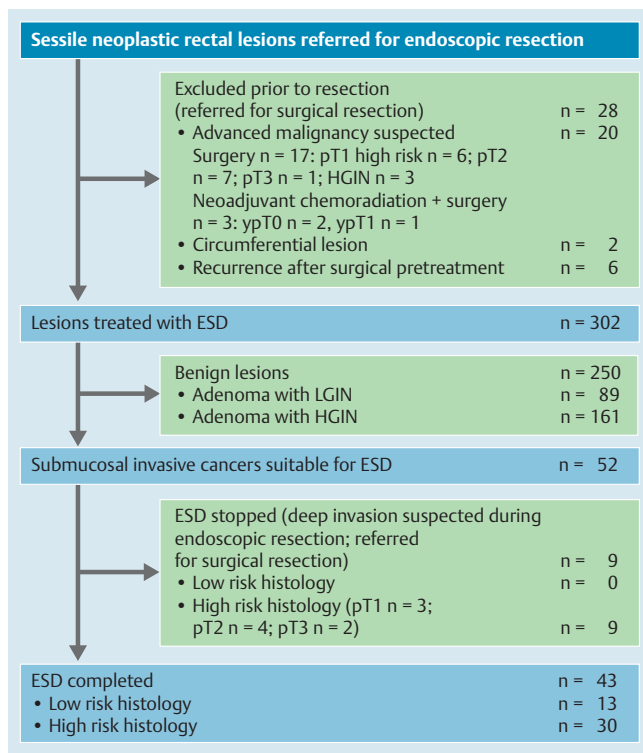 Sessile neoplastic rectal lesions referred for endoscopic resection
Excluded prior to resection
(referred for surgical resection) n = 28
• Advanced malignancy suspected n = 20
Surgery n = 17: pT1 high risk n = 6; pT2
n = 7; pT3 n = 1; HGIN n = 3
Neoadjuvant chemoradiation + surgery
n = 3: ypT0 n = 2, ypT1 n = 1
• Circumferential lesion n = 2
• Recurrence after surgical pretreatment n = 6
Lesions treated with ESD n = 302
Benign lesions n = 250
• Adenoma with LGIN n = 89
• Adenoma with HGIN n = 161
Submucosal invasive cancers suitable for ESD n = 52
ESD stopped (deep invasion suspected during
endoscopic resection; referred
for surgical resection) n = 9
• Low risk histology n = 0
• High risk histology (pT1 n = 3;
pT2 n = 4; pT3 n = 2) n = 9
ESD completed n = 43
• Low risk histology n = 13
• High risk histology n = 30